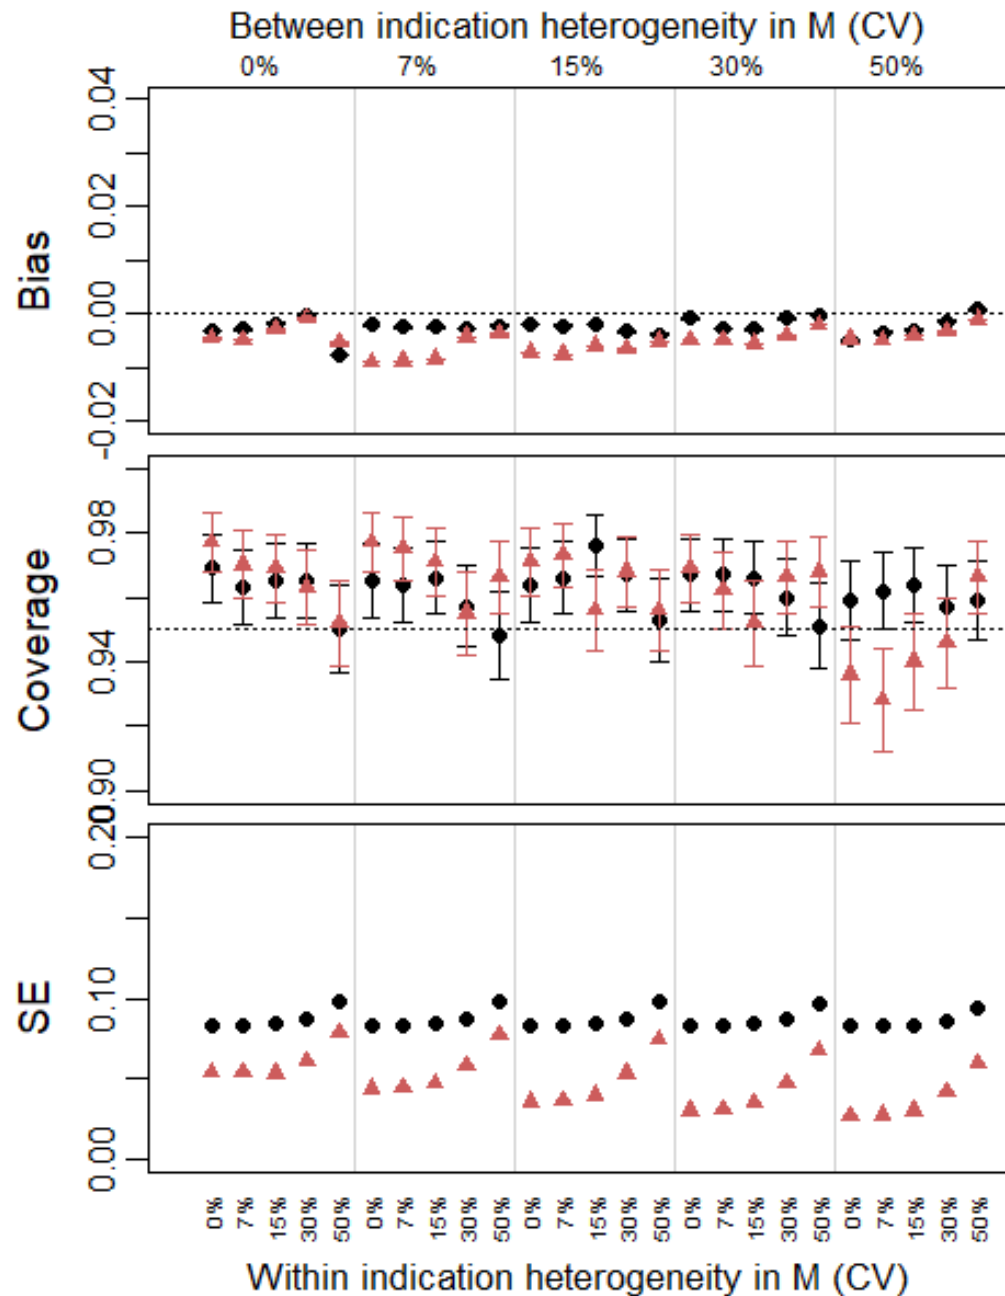 Between indication heterogeneity in M (CV)
0% 7% 15% 30% 50%
Bias
0.04
0.02
0.00
-0.02
Coverage
0.98
0.94
0.90
SE
0.20
0.10
0.00
0% 7% 15% 30% 50% 0% 7% 15% 30% 50% 0% 7% 15% 30% 50% 0% 7% 15% 30% 50% 0% 7% 15% 30% 50%
Within indication heterogeneity in M (CV)